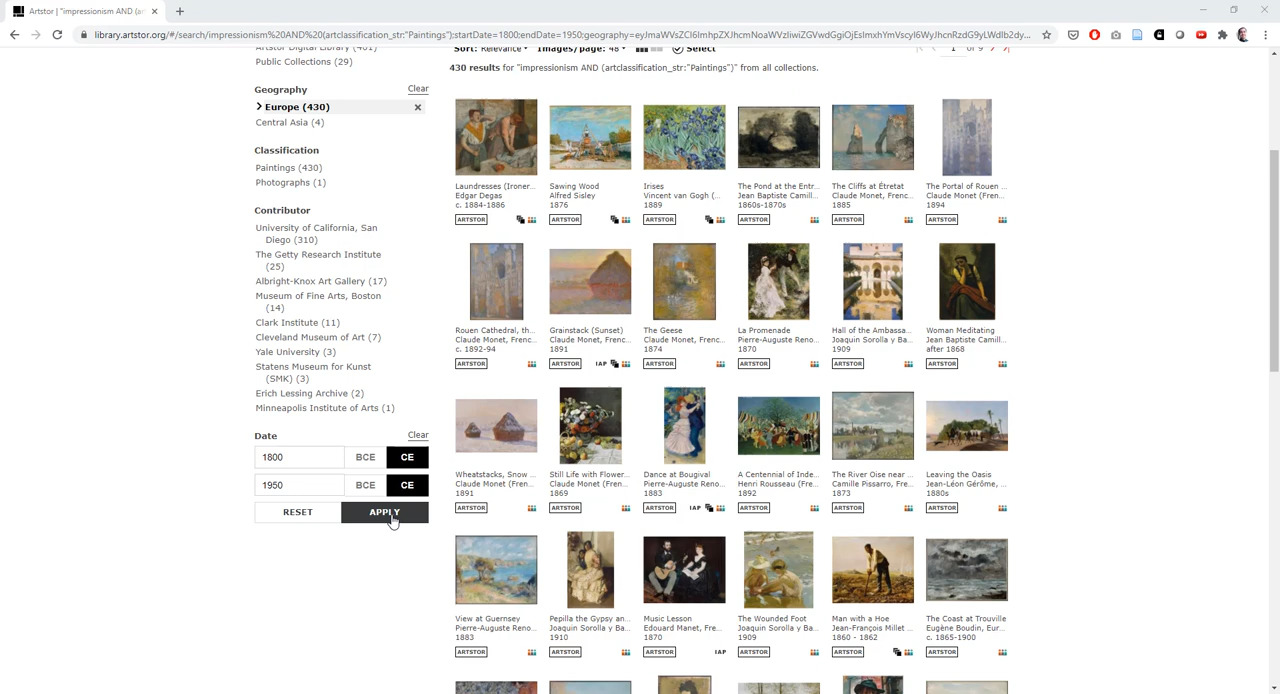 Artstor | "impressionism AND (ar
library.artstor.org/#/search/impressionism%20AND%20(artclassification_str:"Paintings");startDate=1800;endDate=1950;geography=
Artstor Digital Library (401)
Public Collections (29)
Geography Clear
Europe (430)
Central Asia (4)
Classification
Paintings (430)
Photographs (1)
Contributor
University of California, San
Diego (310)
The Getty Research Institute
(25)
Albright-Knox Art Gallery (17)
Museum of Fine Arts, Boston
(14)
Clark Institute (11)
Cleveland Museum of Art (7)
Yale University (3)
Statens Museum for Kunst
(SMK) (3)
Erich Lessing Archive (2)
Minneapolis Institute of Arts (1)
Date Clear
1800 BCE CE
1950 BCE CE
RESET APPLY
Sort: Relevance Images/page: 48 Select
1 of 9
430 results for "impressionism AND (artclassification_str:"Paintings")" from all collections.
Laundresses (Ironer...
Edgar Degas
c. 1884-1886
ARTSTOR
Sawing Wood
Alfred Sisley
1876
ARTSTOR
Irises
Vincent van Gogh (...
1889
ARTSTOR
The Pond at the Entr...
Jean Baptiste Camill...
1860s-1870s
ARTSTOR
The Cliffs at Étretat
Claude Monet, Frenc...
1885
ARTSTOR
The Portal of Rouen ...
Claude Monet (Fren...
1894
ARTSTOR
Rouen Cathedral, th...
Claude Monet, Frenc...
c. 1892-94
ARTSTOR
Grainstack (Sunset)
Claude Monet, Frenc...
1891
ARTSTOR IAP
The Geese
Claude Monet, Frenc...
1874
ARTSTOR
La Promenade
Pierre-Auguste Reno...
1870
ARTSTOR
Hall of the Ambassa...
Joaquin Sorolla y Ba...
1909
ARTSTOR
Woman Meditating
Jean Baptiste Camill...
after 1868
ARTSTOR
Wheatstacks, Snow ...
Claude Monet (Fren...
1891
ARTSTOR
Still Life with Flower...
Claude Monet (Fren...
1869
ARTSTOR
Dance at Bougival
Pierre-Auguste Reno...
1883
ARTSTOR IAP
A Centennial of Inde...
Henri Rousseau (Fre...
1892
ARTSTOR
The River Oise near ...
Camille Pissarro, Fre...
1873
ARTSTOR
Leaving the Oasis
Jean-Léon Gérôme, ...
1880s
ARTSTOR
View at Guernsey
Pierre-Auguste Reno...
1883
ARTSTOR
Pepilla the Gypsy an...
Joaquin Sorolla y Ba...
1910
ARTSTOR
Music Lesson
Edouard Manet, Fre...
1870
ARTSTOR IAP
The Wounded Foot
Joaquin Sorolla y Ba...
1909
ARTSTOR
Man with a Hoe
Jean-François Millet ...
1860 - 1862
ARTSTOR
The Coast at Trouville
Eugène Boudin, Eur...
c. 1865-1900
ARTSTOR